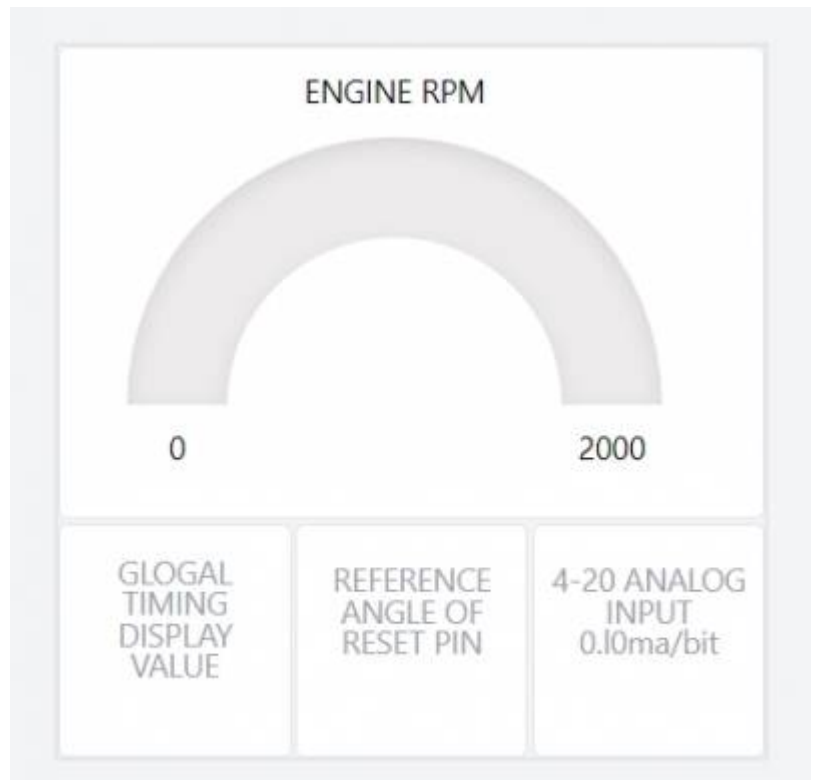 ENGINE RPM
0
2000
GLOGAL
TIMING
DISPLAY
VALUE
REFERENCE
ANGLE OF
RESET PIN
4-20 ANALOG
INPUT
0.l0ma/bit